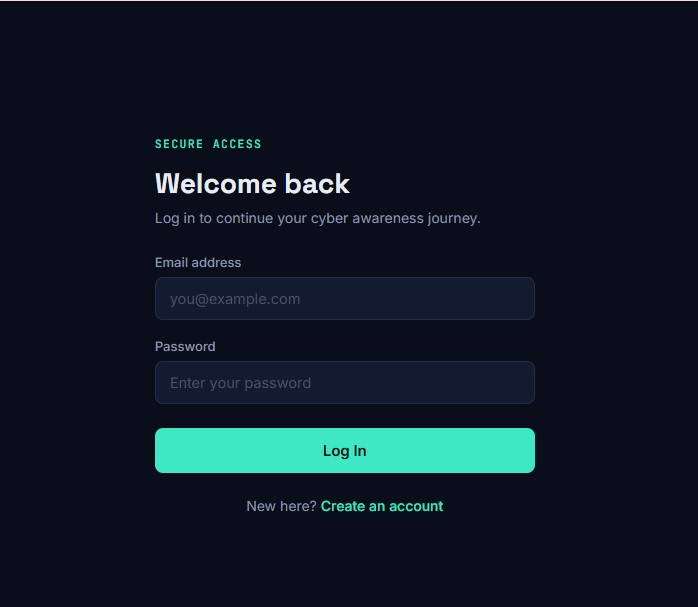 SECURE ACCESS
Welcome back
Log in to continue your cyber awareness journey.
Email address
you@example.com
Password
Enter your password
Log In
New here? Create an account